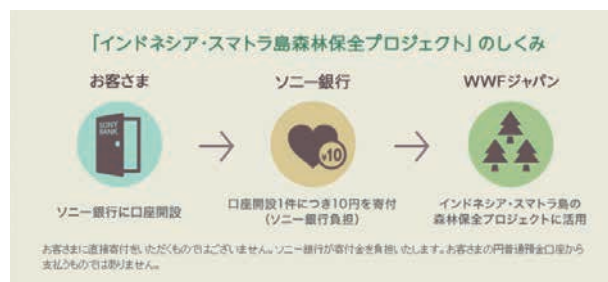 「インドネシア・スマトラ島森林保全プロジェクト」のしくみ
お客さま
ソニー銀行
WWFジャパン
SONY
BANK
¥10
ソニー銀行に口座開設
口座開設1件につき10円を寄付
(ソニー銀行負担)
インドネシア・スマトラ島の
森林保全プロジェクトに活用
お客さまに直接寄付をいただくものではございません。ソニー銀行が寄付金を負担いたします。お客さまの円普通預金口座から
支払うものではありません。